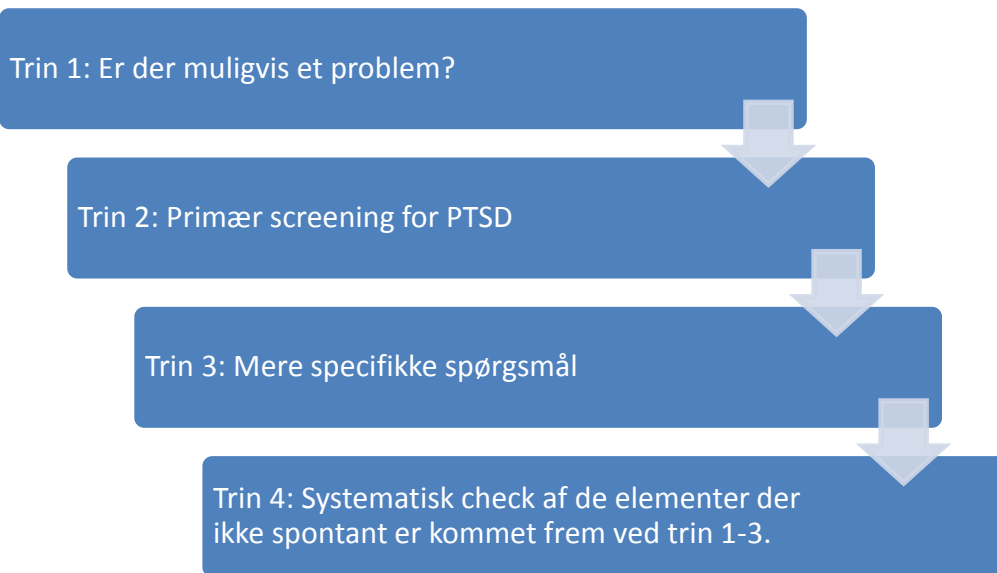 Trin 1: Er der muligvis et problem?
Trin 2: Primær screening for PTSD
Trin 3: Mere specifikke spørgsmål
Trin 4: Systematisk check af de elementer der
ikke spontant er kommet frem ved trin 1-3.